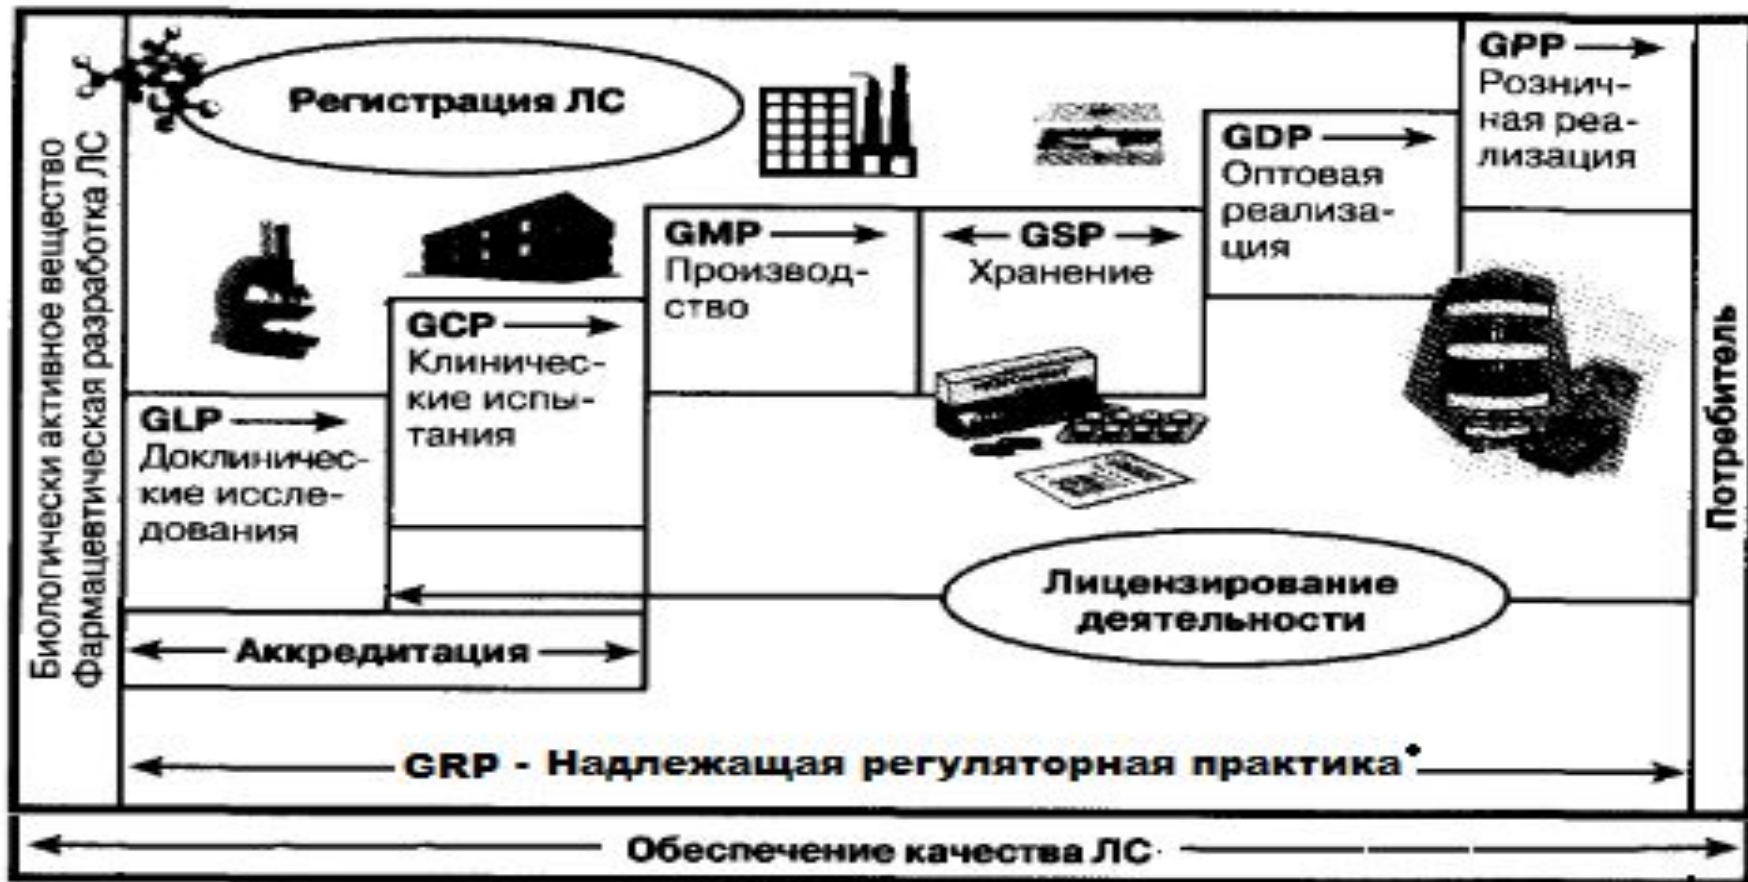 Биологически активное вещество
Фармацевтическая разработка ЛС
Регистрация ЛС
GLP
Доклиничес-
кие иссле-
дования
GCP
Клиничес-
кие испы-
тания
GMP
Производ-
ство
GSP
Хранение
GDP
Оптовая
реализа-
ция
GPP
Рознич-
ная реа-
лизация
Потребитель
Лицензирование
деятельности
Аккредитация
GRP - Надлежащая регуляторная практика
Обеспечение качества ЛС